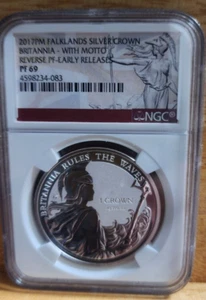 2017PM FALKLANDS SILVER CROWN
BRITANNIA - WITH MOTTO
REVERSE PF-EARLY RELEASES
PF 69
4598234-083
NGC
BRITANNIA RULES THE WAVES